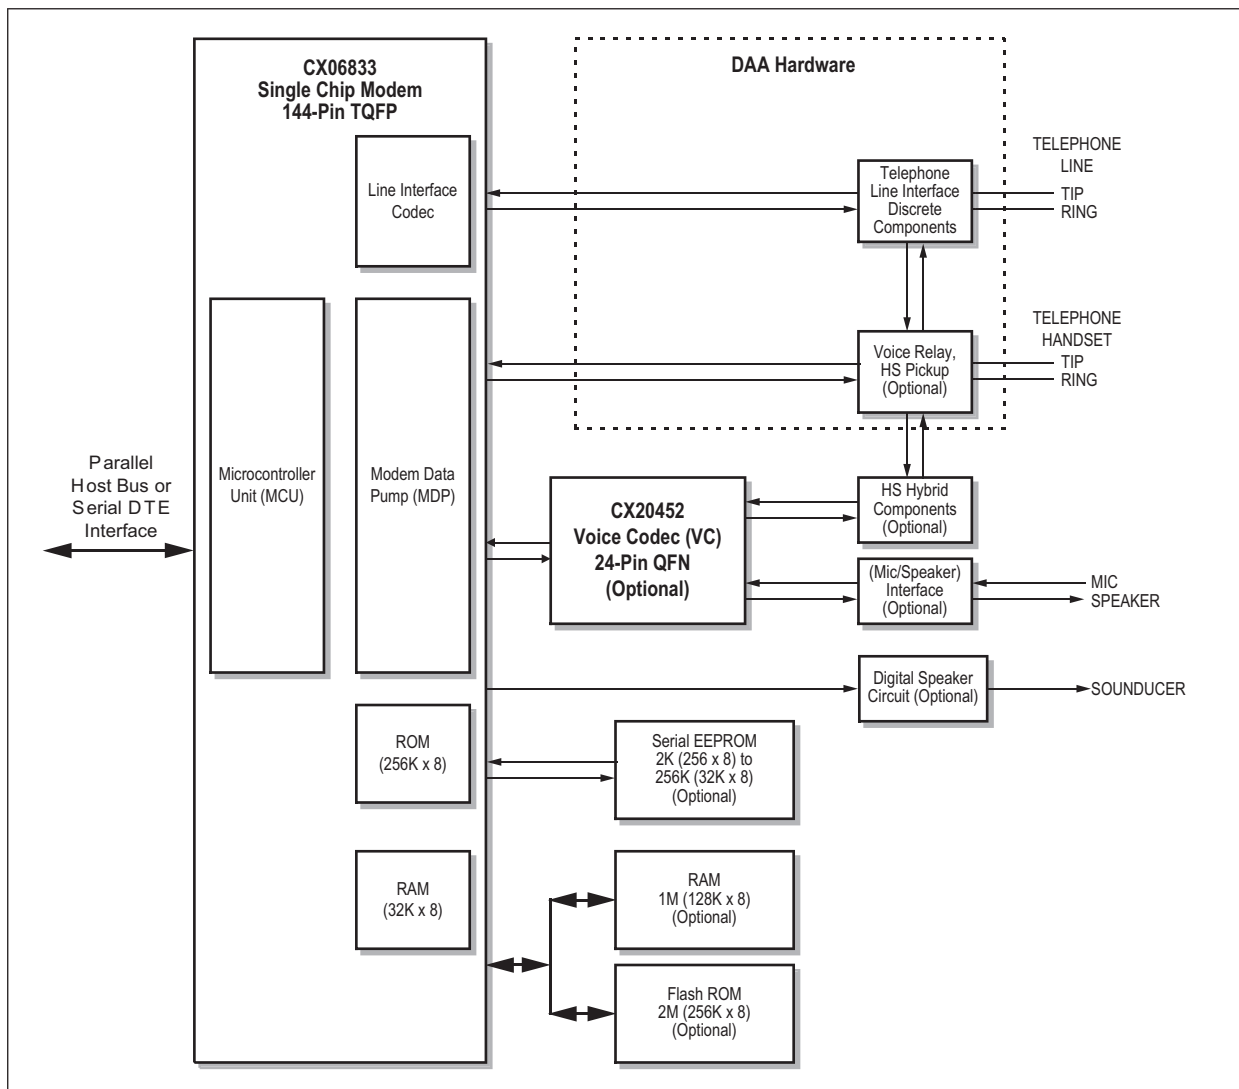 CX06833
Single Chip Modem
144-Pin TQFP
Line Interface
Codec
Microcontroller
Unit (MCU)
Modem Data
Pump (MDP)
ROM
(256K x 8)
RAM
(32K x 8)
Parallel
Host Bus or
Serial DTE
Interface
DAA Hardware
Telephone
Line Interface
Discrete
Components
TELEPHONE
LINE
TIP
RING
Voice Relay,
HS Pickup
(Optional)
TELEPHONE
HANDSET
TIP
RING
CX20452
Voice Codec (VC)
24-Pin QFN
(Optional)
HS Hybrid
Components
(Optional)
(Mic/Speaker)
Interface
(Optional)
MIC
SPEAKER
Digital Speaker
Circuit (Optional)
SOUNDUCER
Serial EEPROM
2K (256 x 8) to
256K (32K x 8)
(Optional)
RAM
1M (128K x 8)
(Optional)
Flash ROM
2M (256K x 8)
(Optional)